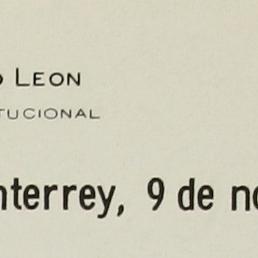 O LEON
TUCIONAL
nterrey, 9 de no